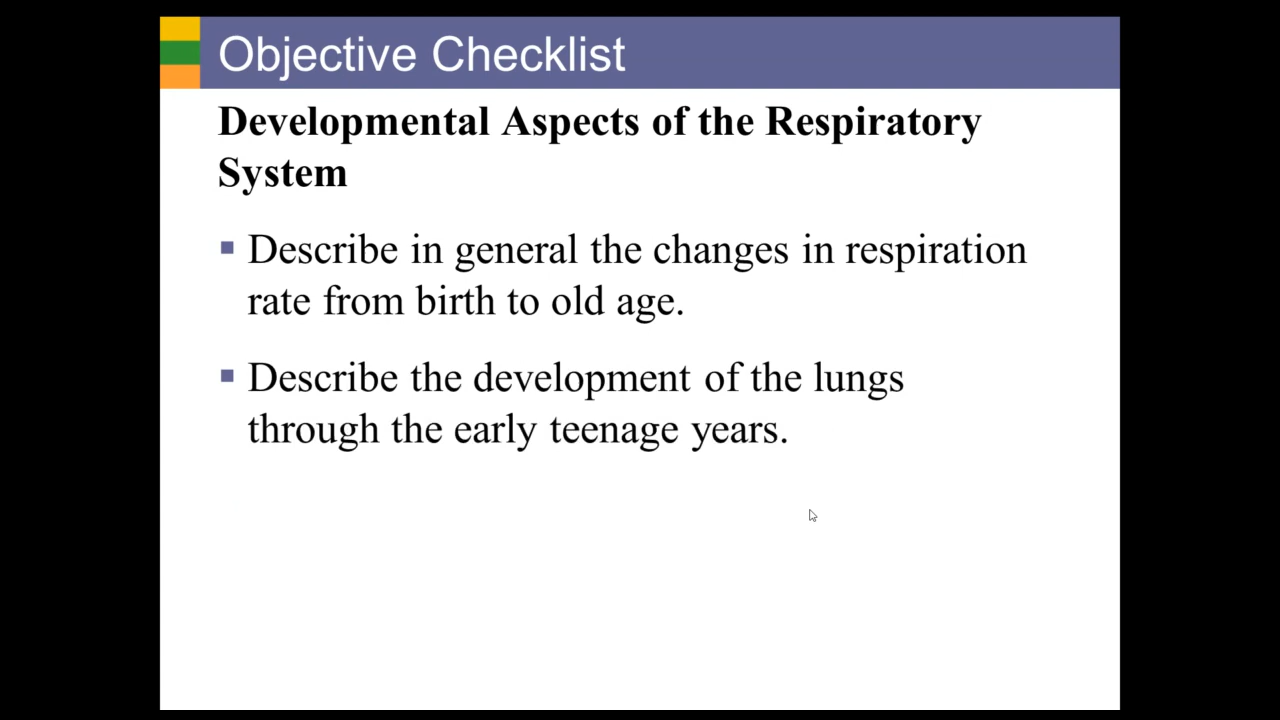 Objective Checklist
Developmental Aspects of the Respiratory
System
Describe in general the changes in respiration
rate from birth to old age.
Describe the development of the lungs
through the early teenage years.